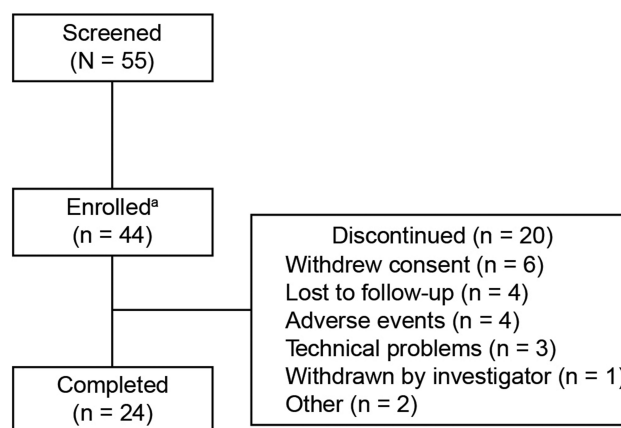 Screened
(N = 55)
Enrolledᵃ
(n = 44)
Discontinued (n = 20)
Withdrew consent (n = 6)
Lost to follow-up (n = 4)
Adverse events (n = 4)
Technical problems (n = 3)
Withdrawn by investigator (n = 1)
Other (n = 2)
Completed
(n = 24)